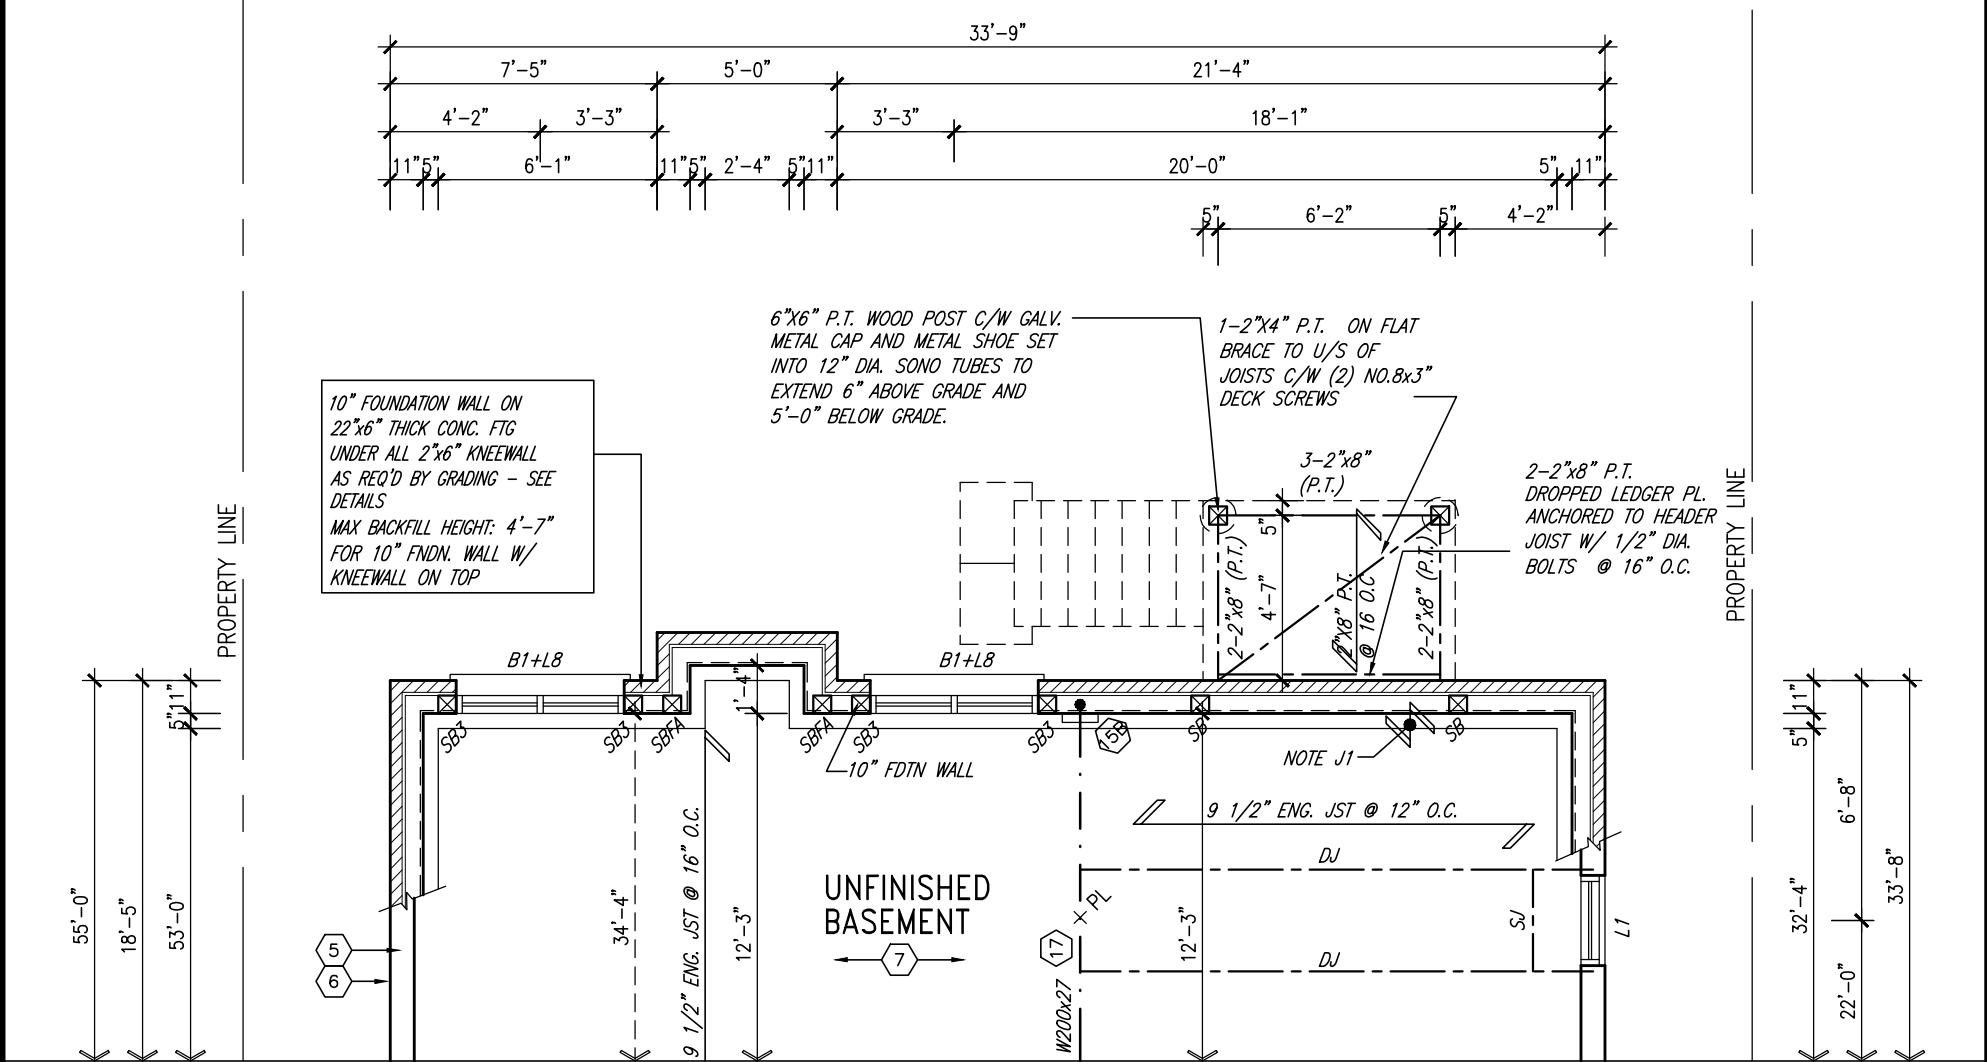 33'-9"
7'-5" 5'-0" 21'-4"
4'-2" 3'-3" 3'-3" 18'-1"
11" 5" 6'-1" 11" 5" 2'-4" 5" 11" 20'-0" 5" 11"
5" 6'-2" 5" 4'-2"
6"X6" P.T. WOOD POST C/W GALV.
METAL CAP AND METAL SHOE SET
INTO 12" DIA. SONO TUBES TO
EXTEND 6" ABOVE GRADE AND
5'-0" BELOW GRADE.
1-2"X4" P.T. ON FLAT
BRACE TO U/S OF
JOISTS C/W (2) NO.8x3"
DECK SCREWS
10" FOUNDATION WALL ON
22"x6" THICK CONC. FTG
UNDER ALL 2"x6" KNEEWALL
AS REQ'D BY GRADING - SEE
DETAILS
MAX BACKFILL HEIGHT: 4'-7"
FOR 10" FNDN. WALL W/
KNEEWALL ON TOP
3-2"x8"
(P.T.)
2-2"x8" P.T.
DROPPED LEDGER PL.
ANCHORED TO HEADER
JOIST W/ 1/2" DIA.
BOLTS @ 16" O.C.
PROPERTY LINE
PROPERTY LINE
5"
4'-7"
2-2"x8" (P.T.)
2"X8" P.T.
@ 16 O.C
2-2"x8" (P.T.)
B1+L8
B1+L8
1'-4"
SB3
SB3
SBFA
SBFA
SB3
SB3
15B
SB
SB
10" FDTN WALL
NOTE J1
9 1/2" ENG. JST @ 12" O.C.
9 1/2" ENG. JST @ 16" O.C.
DJ
DJ
SJ
L1
PL
UNFINISHED
BASEMENT
7
17
W200x27
5
6
34'-4"
12'-3"
12'-3"
55'-0"
18'-5"
53'-0"
5"
11"
11"
5"
32'-4"
6'-8"
22'-0"
33'-8"